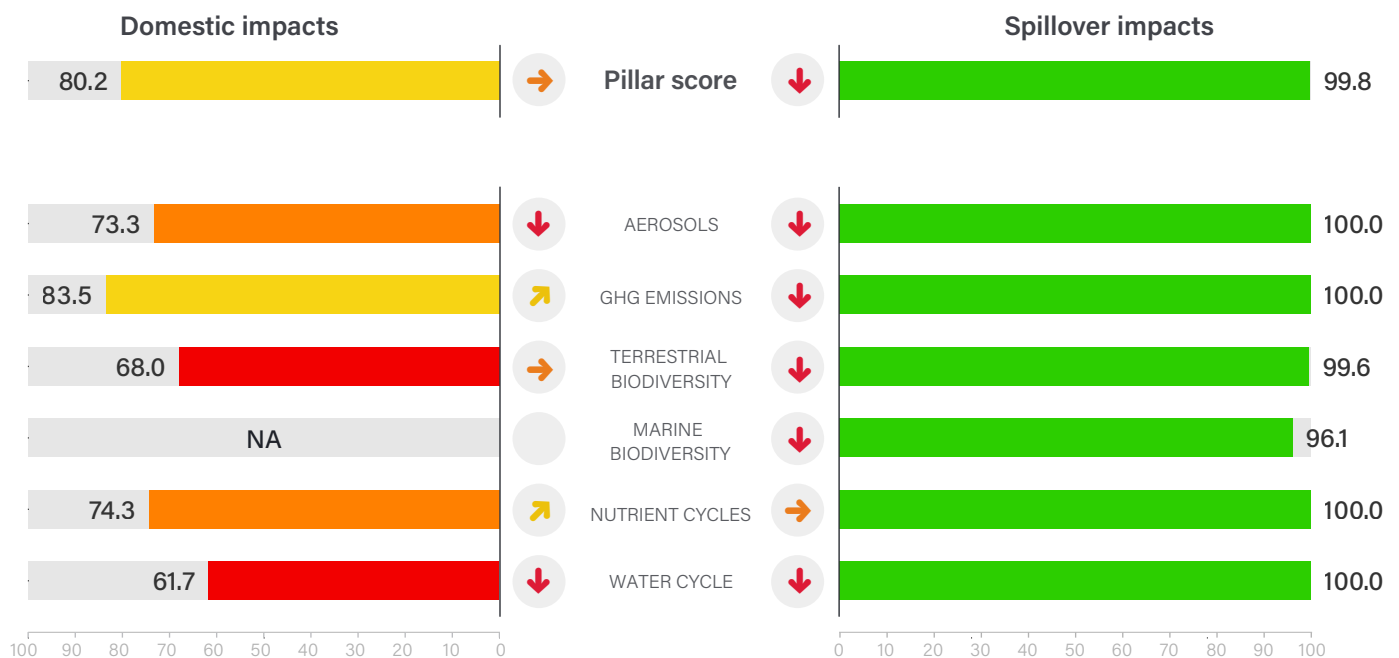 Domestic impacts
Spillover impacts
80.2
Pillar score
99.8
73.3
AEROSOLS
100.0
83.5
GHG EMISSIONS
100.0
68.0
TERRESTRIAL
BIODIVERSITY
99.6
NA
MARINE
BIODIVERSITY
96.1
74.3
NUTRIENT CYCLES
100.0
61.7
WATER CYCLE
100.0
100 90 80 70 60 50 40 30 20 10 0
0 10 20 30 40 50 60 70 80 90 100